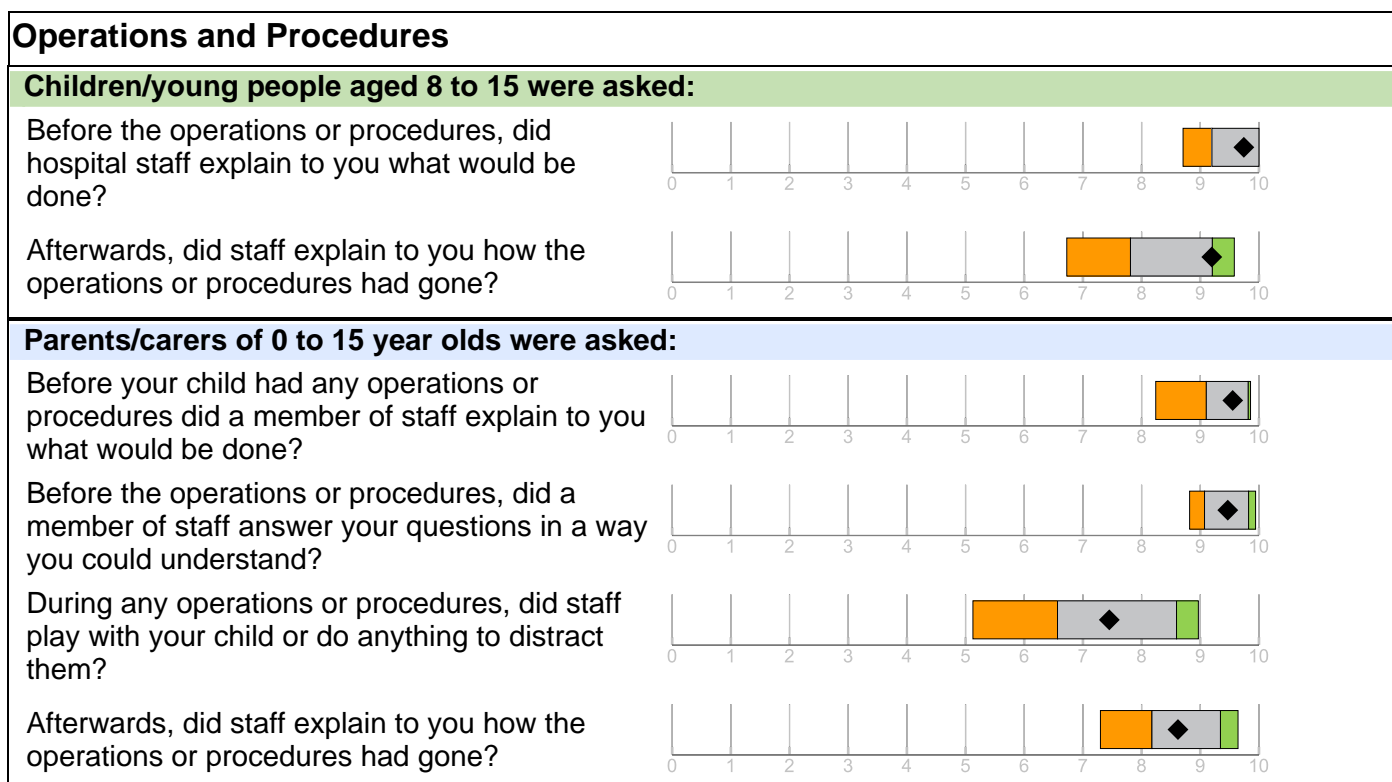 Operations and Procedures
Children/young people aged 8 to 15 were asked:
Before the operations or procedures, did
hospital staff explain to you what would be
done?
0 1 2 3 4 5 6 7 8 9 10
Afterwards, did staff explain to you how the
operations or procedures had gone?
0 1 2 3 4 5 6 7 8 9 10
Parents/carers of 0 to 15 year olds were asked:
Before your child had any operations or
procedures did a member of staff explain to you
what would be done?
0 1 2 3 4 5 6 7 8 9 10
Before the operations or procedures, did a
member of staff answer your questions in a way
you could understand?
0 1 2 3 4 5 6 7 8 9 10
During any operations or procedures, did staff
play with your child or do anything to distract
them?
0 1 2 3 4 5 6 7 8 9 10
Afterwards, did staff explain to you how the
operations or procedures had gone?
0 1 2 3 4 5 6 7 8 9 10